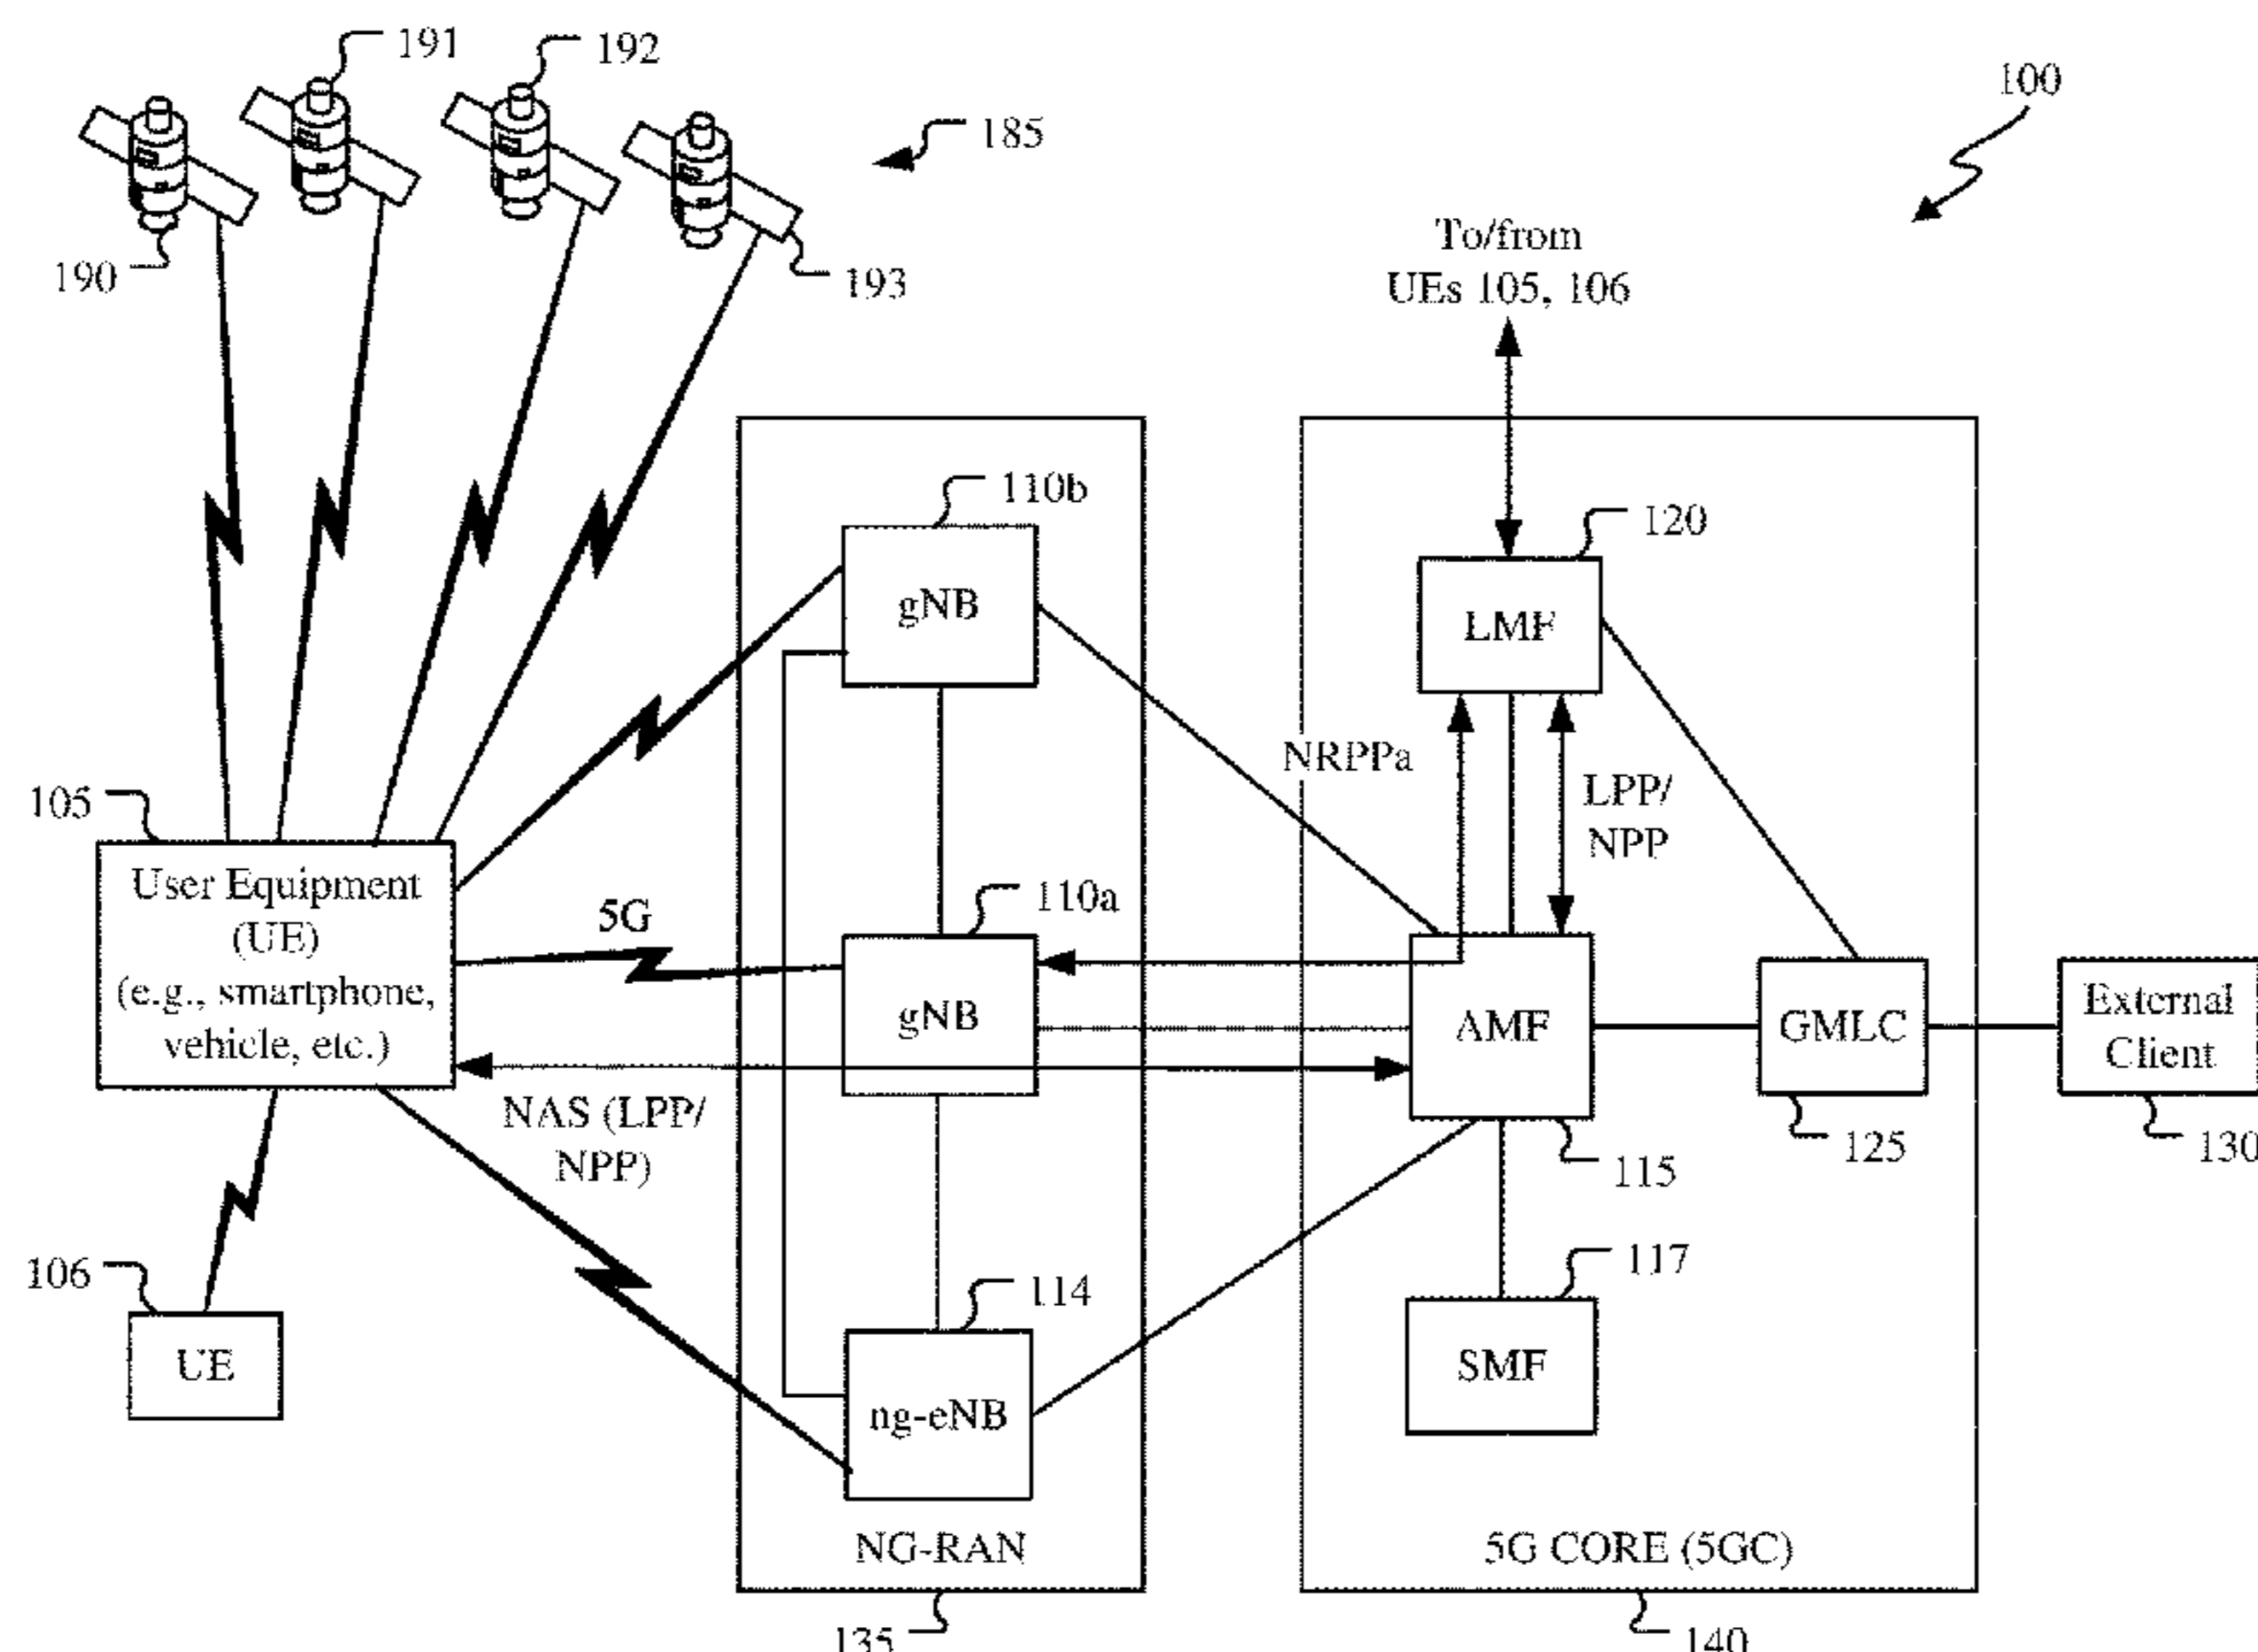 191
192
100
185
190
193
To/from
UEs 105, 106
110b
120
gNB
LMF
NRPPa
LPP/
NPP
105
User Equipment
(UE)
(e.g., smartphone,
vehicle, etc.)
5G
110a
gNB
AMF
GMLC
External
Client
NAS (LPP/
NPP)
115
125
130
106
UE
114
117
ng-eNB
SMF
NG-RAN
5G CORE (5GC)
135
140